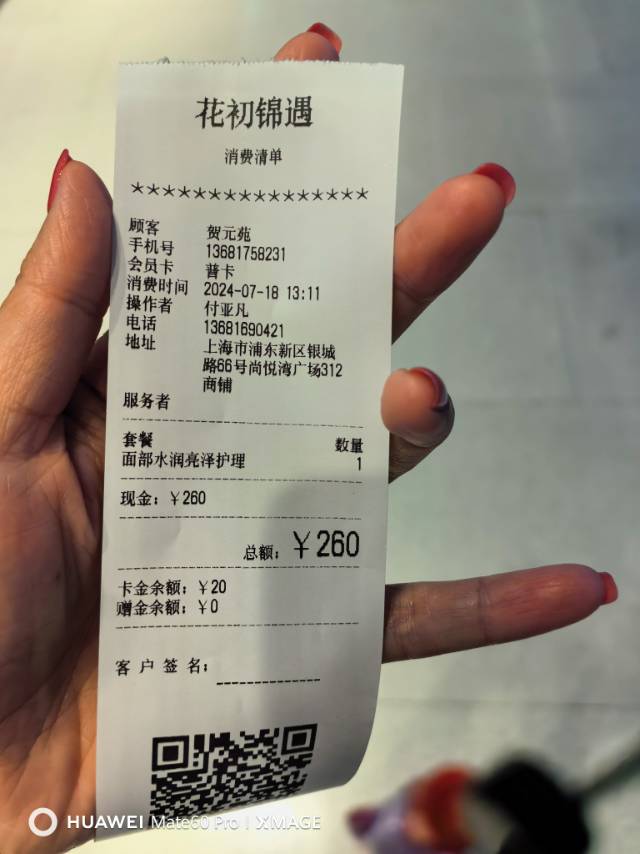 花初锦遇
消费清单
****************
顾客 贺元苑
手机号 13681758231
会员卡 普卡
消费时间 2024-07-18 13:11
操作者 付亚凡
电话 13681690421
地址 上海市浦东新区银城
路66号尚悦湾广场312
商铺
服务者
套餐 数量
面部水润亮泽护理 1
现金：￥260
总额：￥260
卡金余额：￥20
赠金余额：￥0
客 户 签 名：
HUAWEI Mate60 Pro | XMAGE